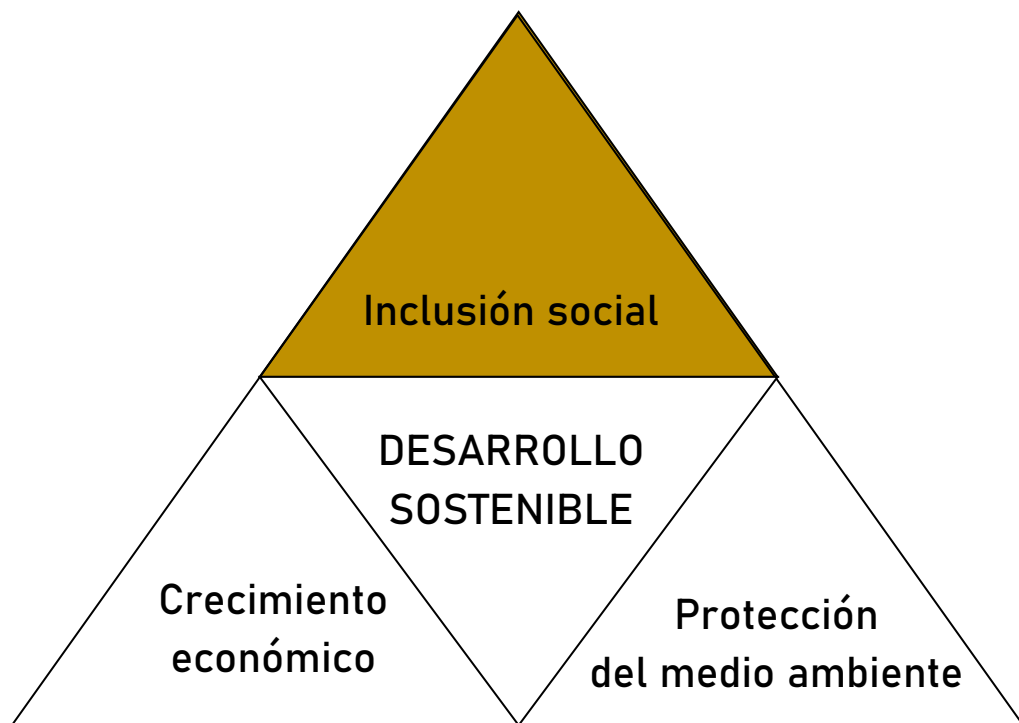 Inclusión social
DESARROLLO
SOSTENIBLE
Crecimiento
económico
Protección
del medio ambiente